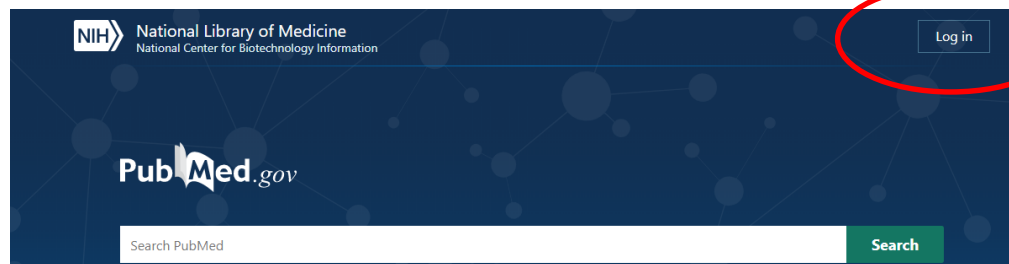 NIH
National Library of Medicine
National Center for Biotechnology Information
Log in
PubMed.gov
Search PubMed
Search